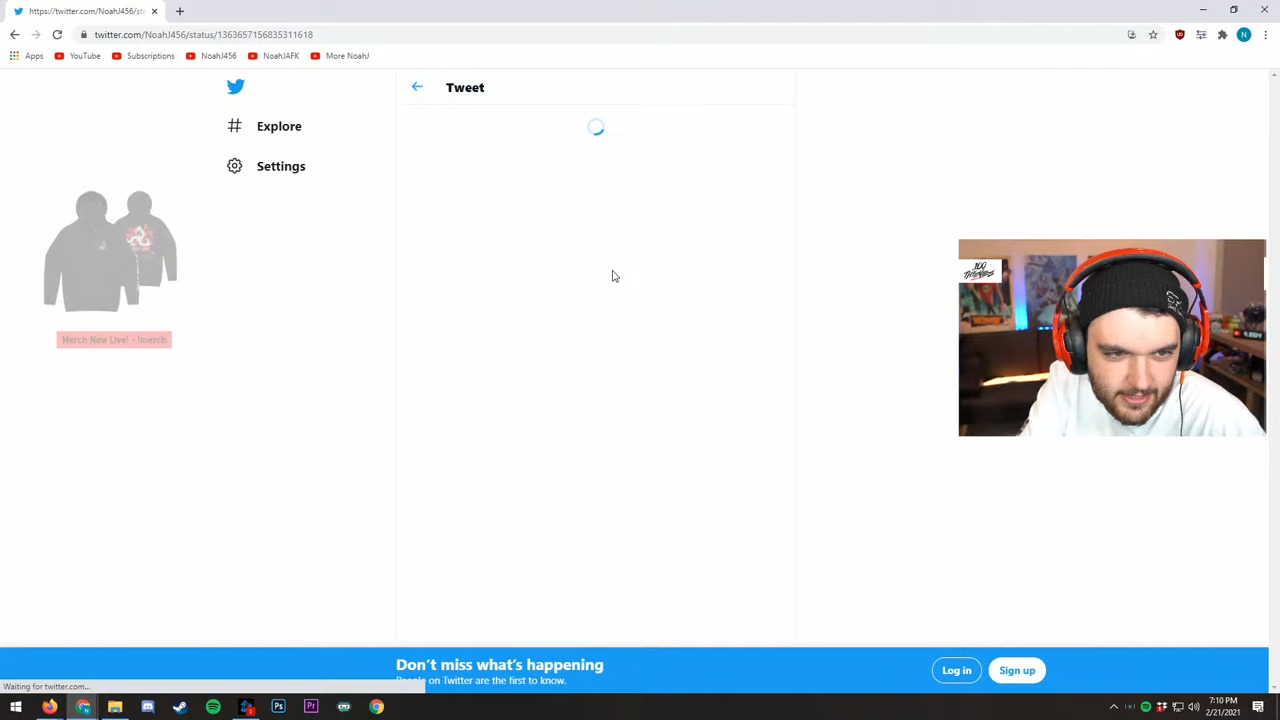 https://twitter.com/NoahJ456/sta
twitter.com/NoahJ456/status/1363657156835311618
Apps YouTube Subscriptions NoahJ456 NoahJAFK More NoahJ
Tweet
Explore
Settings
Merch Now Live! - !merch
100
THIEVES
Don't miss what's happening
People on Twitter are the first to know.
Log in
Sign up
Waiting for twitter.com...
7:10 PM
2/21/2021